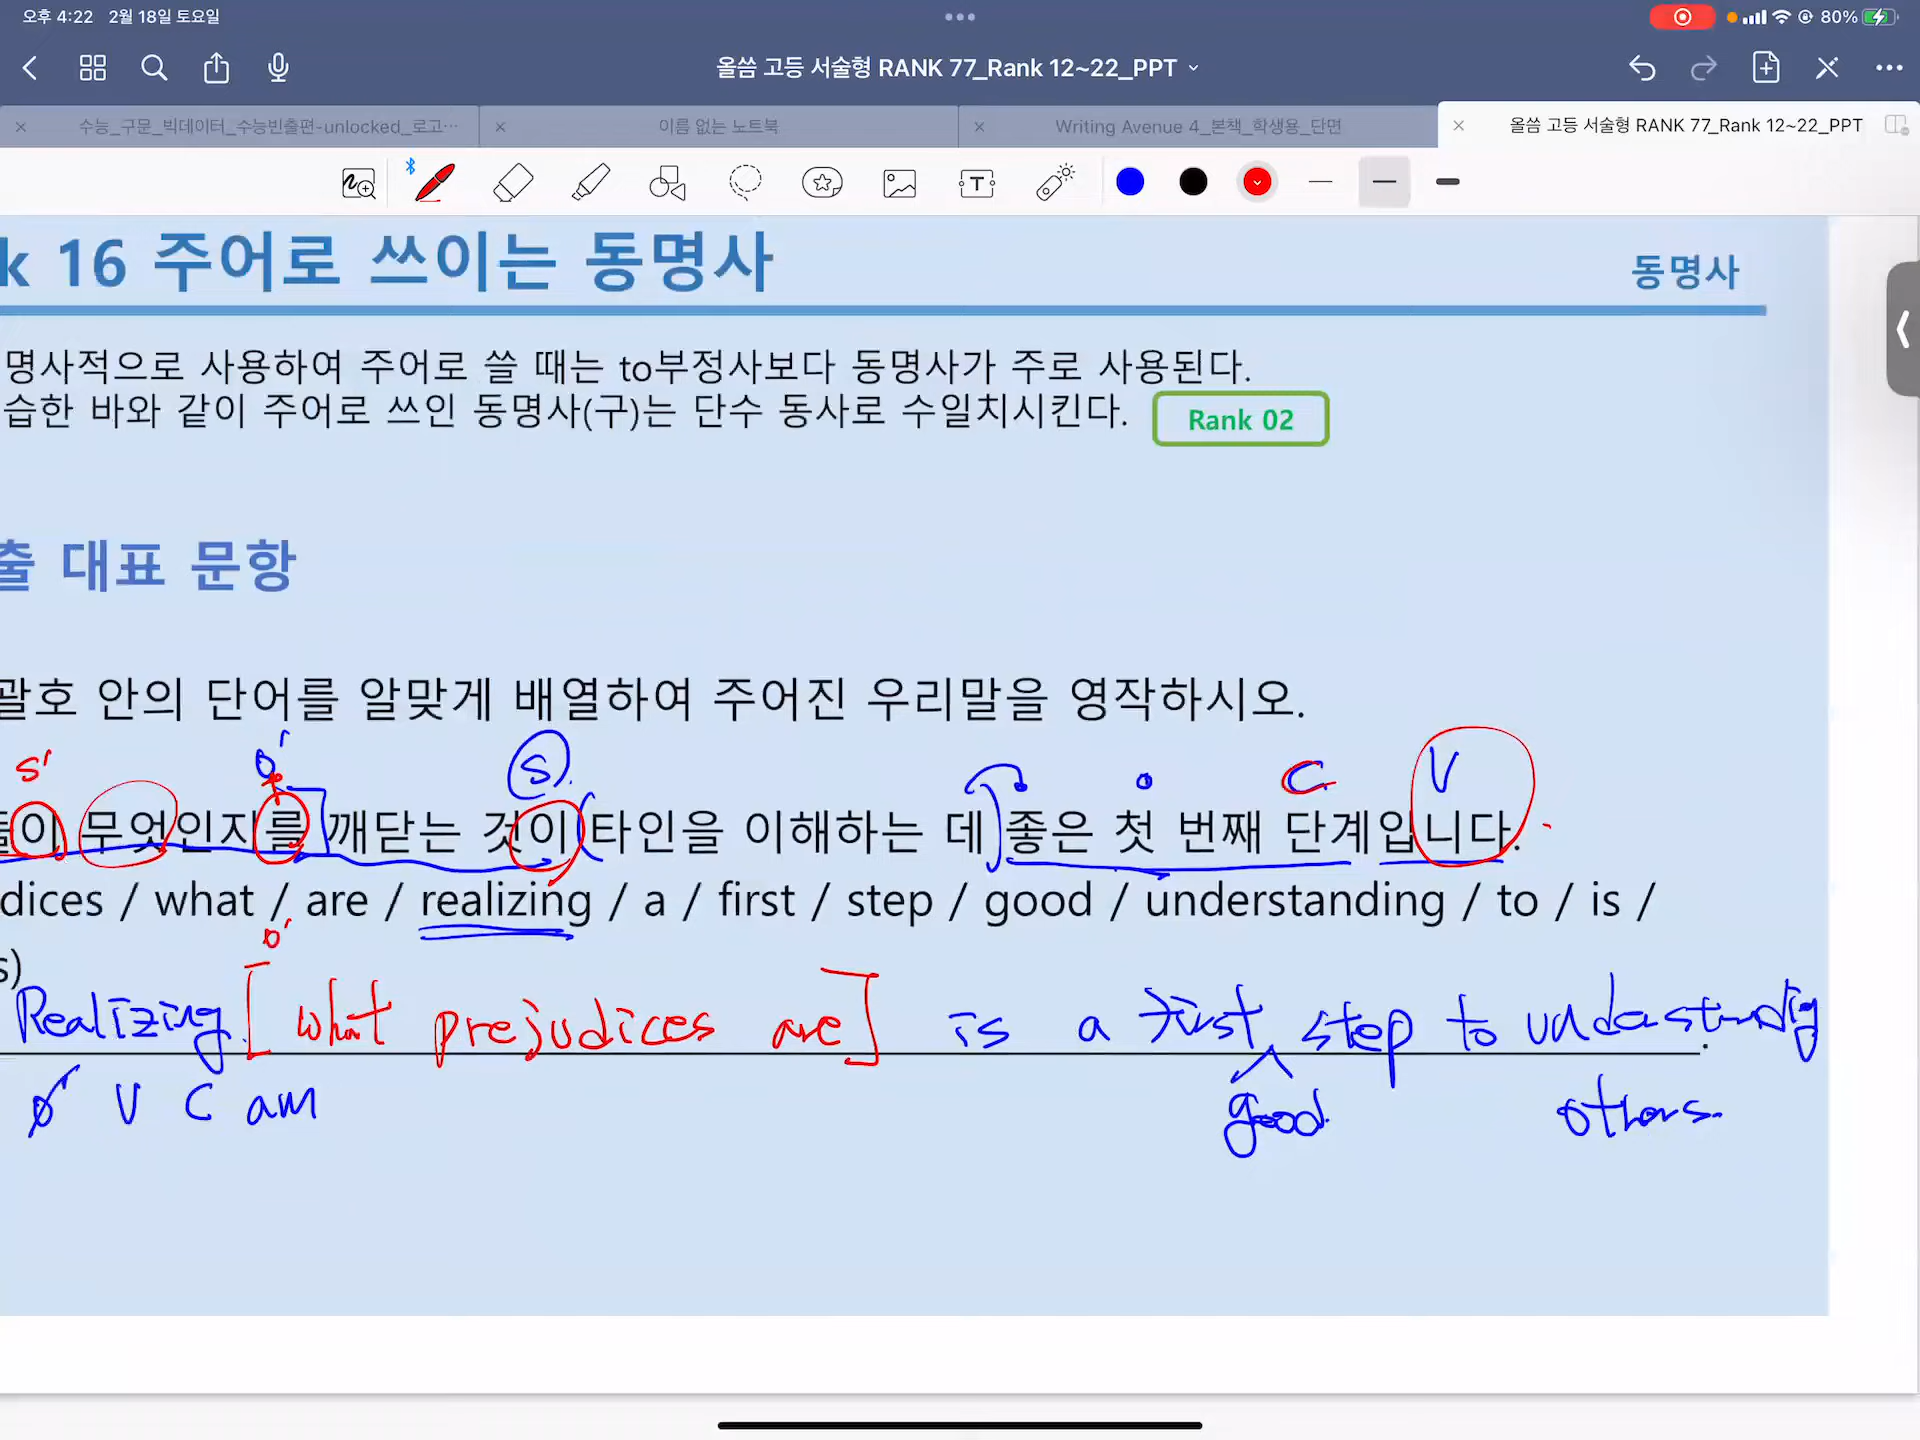 오후 4:22 2월 18일 토요일
80%
올씀 고등 서술형 RANK 77_Rank 12~22_PPT
수능_구문_빅데이터_수능빈출편-unlocked_로고…
이름 없는 노트북
Writing Avenue 4_본책_학생용_단면
올씀 고등 서술형 RANK 77_Rank 12~22_PPT
k 16 주어로 쓰이는 동명사
동명사
명사적으로 사용하여 주어로 쓸 때는 to부정사보다 동명사가 주로 사용된다.
습한 바와 같이 주어로 쓰인 동명사(구)는 단수 동사로 수일치시킨다. Rank 02
출 대표 문항
괄호 안의 단어를 알맞게 배열하여 주어진 우리말을 영작하시오.
S' O' S C V
이 무엇인지를 깨닫는 것이 타인을 이해하는 데 좋은 첫 번째 단계입니다.
dices / what / are / realizing / a / first / step / good / understanding / to / is /
O'
s)
Realizing [what prejudices are] is a first step to understanding
V C am good others.